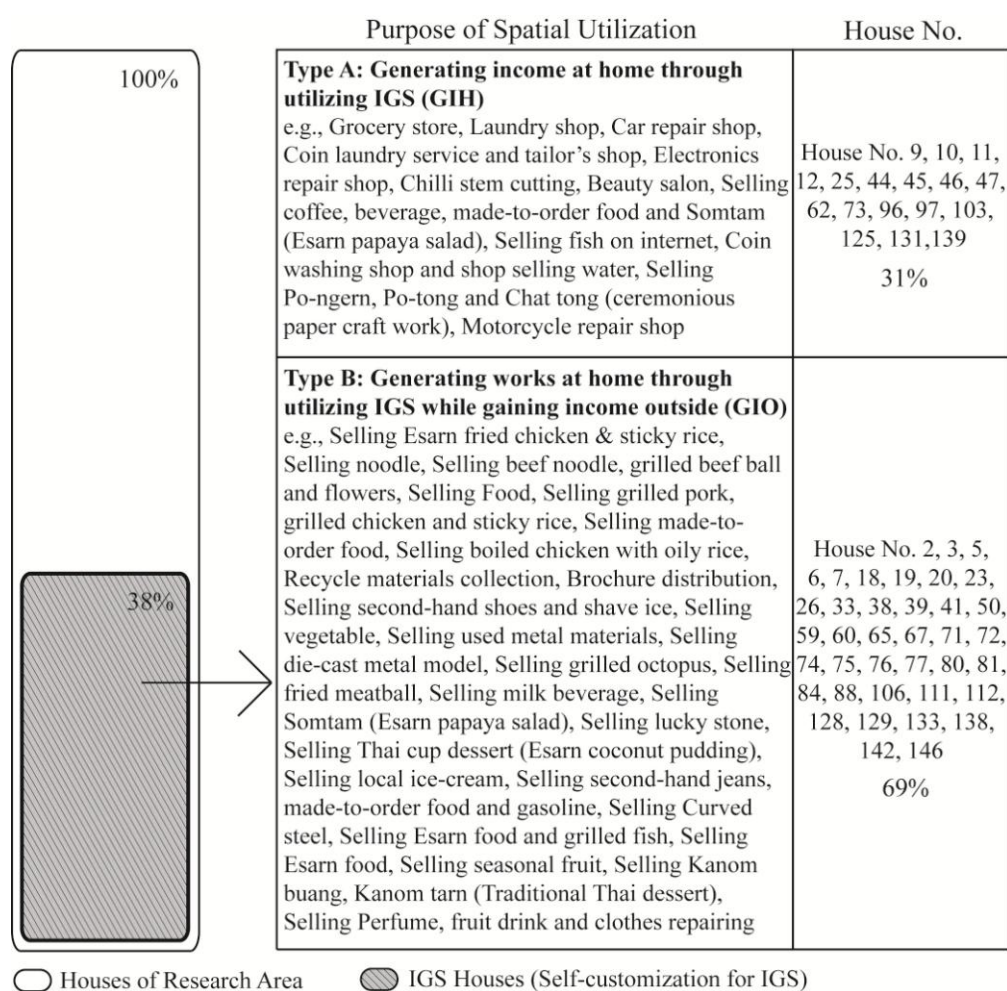 Purpose of Spatial Utilization
House No.
100%
38%
Type A: Generating income at home through
utilizing IGS (GIH)
e.g., Grocery store, Laundry shop, Car repair shop,
Coin laundry service and tailor's shop, Electronics
repair shop, Chilli stem cutting, Beauty salon, Selling
coffee, beverage, made-to-order food and Somtam
(Esarn papaya salad), Selling fish on internet, Coin
washing shop and shop selling water, Selling
Po-ngern, Po-tong and Chat tong (ceremonious
paper craft work), Motorcycle repair shop
House No. 9, 10, 11,
12, 25, 44, 45, 46, 47,
62, 73, 96, 97, 103,
125, 131,139
31%
Type B: Generating works at home through
utilizing IGS while gaining income outside (GIO)
e.g., Selling Esarn fried chicken & sticky rice,
Selling noodle, Selling beef noodle, grilled beef ball
and flowers, Selling Food, Selling grilled pork,
grilled chicken and sticky rice, Selling made-to-
order food, Selling boiled chicken with oily rice,
Recycle materials collection, Brochure distribution,
Selling second-hand shoes and shave ice, Selling
vegetable, Selling used metal materials, Selling
die-cast metal model, Selling grilled octopus, Selling
fried meatball, Selling milk beverage, Selling
Somtam (Esarn papaya salad), Selling lucky stone,
Selling Thai cup dessert (Esarn coconut pudding),
Selling local ice-cream, Selling second-hand jeans,
made-to-order food and gasoline, Selling Curved
steel, Selling Esarn food and grilled fish, Selling
Esarn food, Selling seasonal fruit, Selling Kanom
buang, Kanom tarn (Traditional Thai dessert),
Selling Perfume, fruit drink and clothes repairing
House No. 2, 3, 5,
6, 7, 18, 19, 20, 23,
26, 33, 38, 39, 41, 50,
59, 60, 65, 67, 71, 72,
74, 75, 76, 77, 80, 81,
84, 88, 106, 111, 112,
128, 129, 133, 138,
142, 146
69%
Houses of Research Area
IGS Houses (Self-customization for IGS)